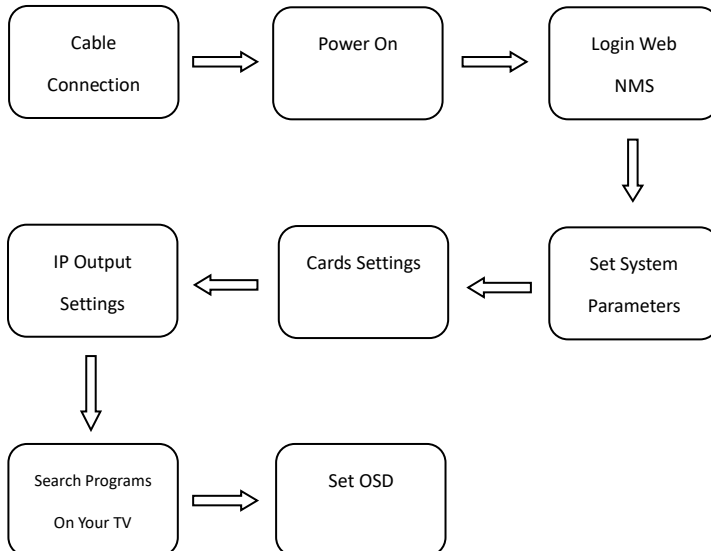 Cable
Connection
Power On
Login Web
NMS
Set System
Parameters
Cards Settings
IP Output
Settings
Search Programs
On Your TV
Set OSD